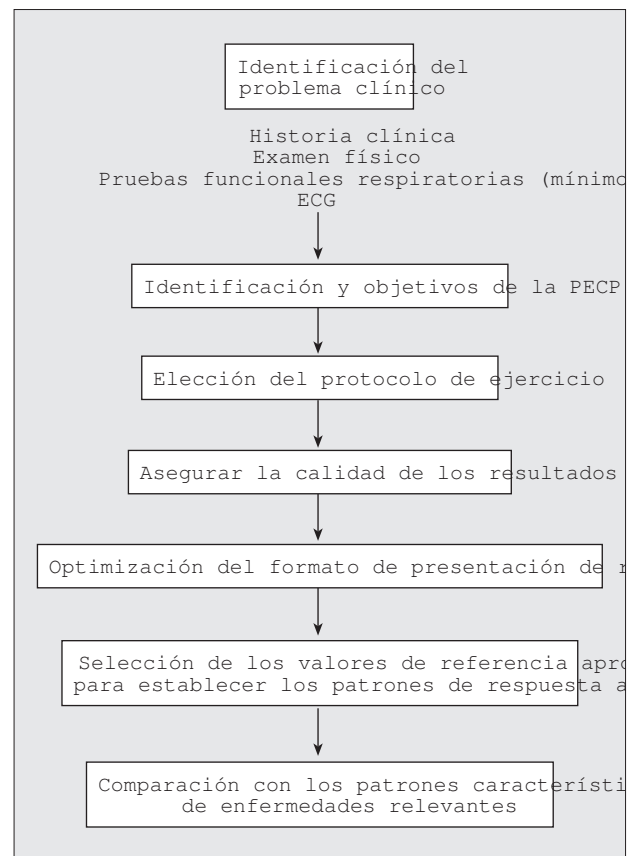 Identificación del
problema clínico
Historia clínica
Examen físico
Pruebas funcionales respiratorias (mínimo
ECG
Identificación y objetivos de la PECP
Elección del protocolo de ejercicio
Asegurar la calidad de los resultados
Optimización del formato de presentación de
Selección de los valores de referencia
para establecer los patrones de respuesta
Comparación con los patrones
de enfermedades relevantes